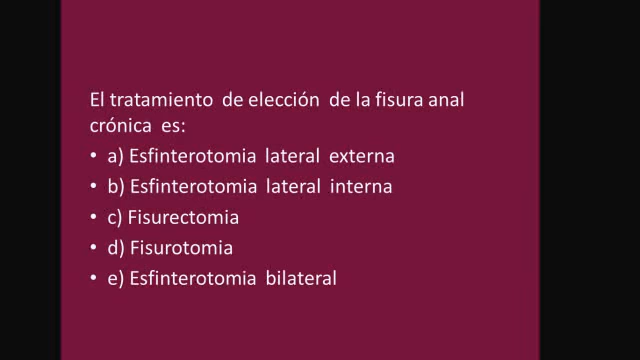 El tratamiento de elección de la fisura anal
crónica es:
• a) Esfinterotomia lateral externa
• b) Esfinterotomia lateral interna
• c) Fisurectomia
• d) Fisurotomia
• e) Esfinterotomia bilateral